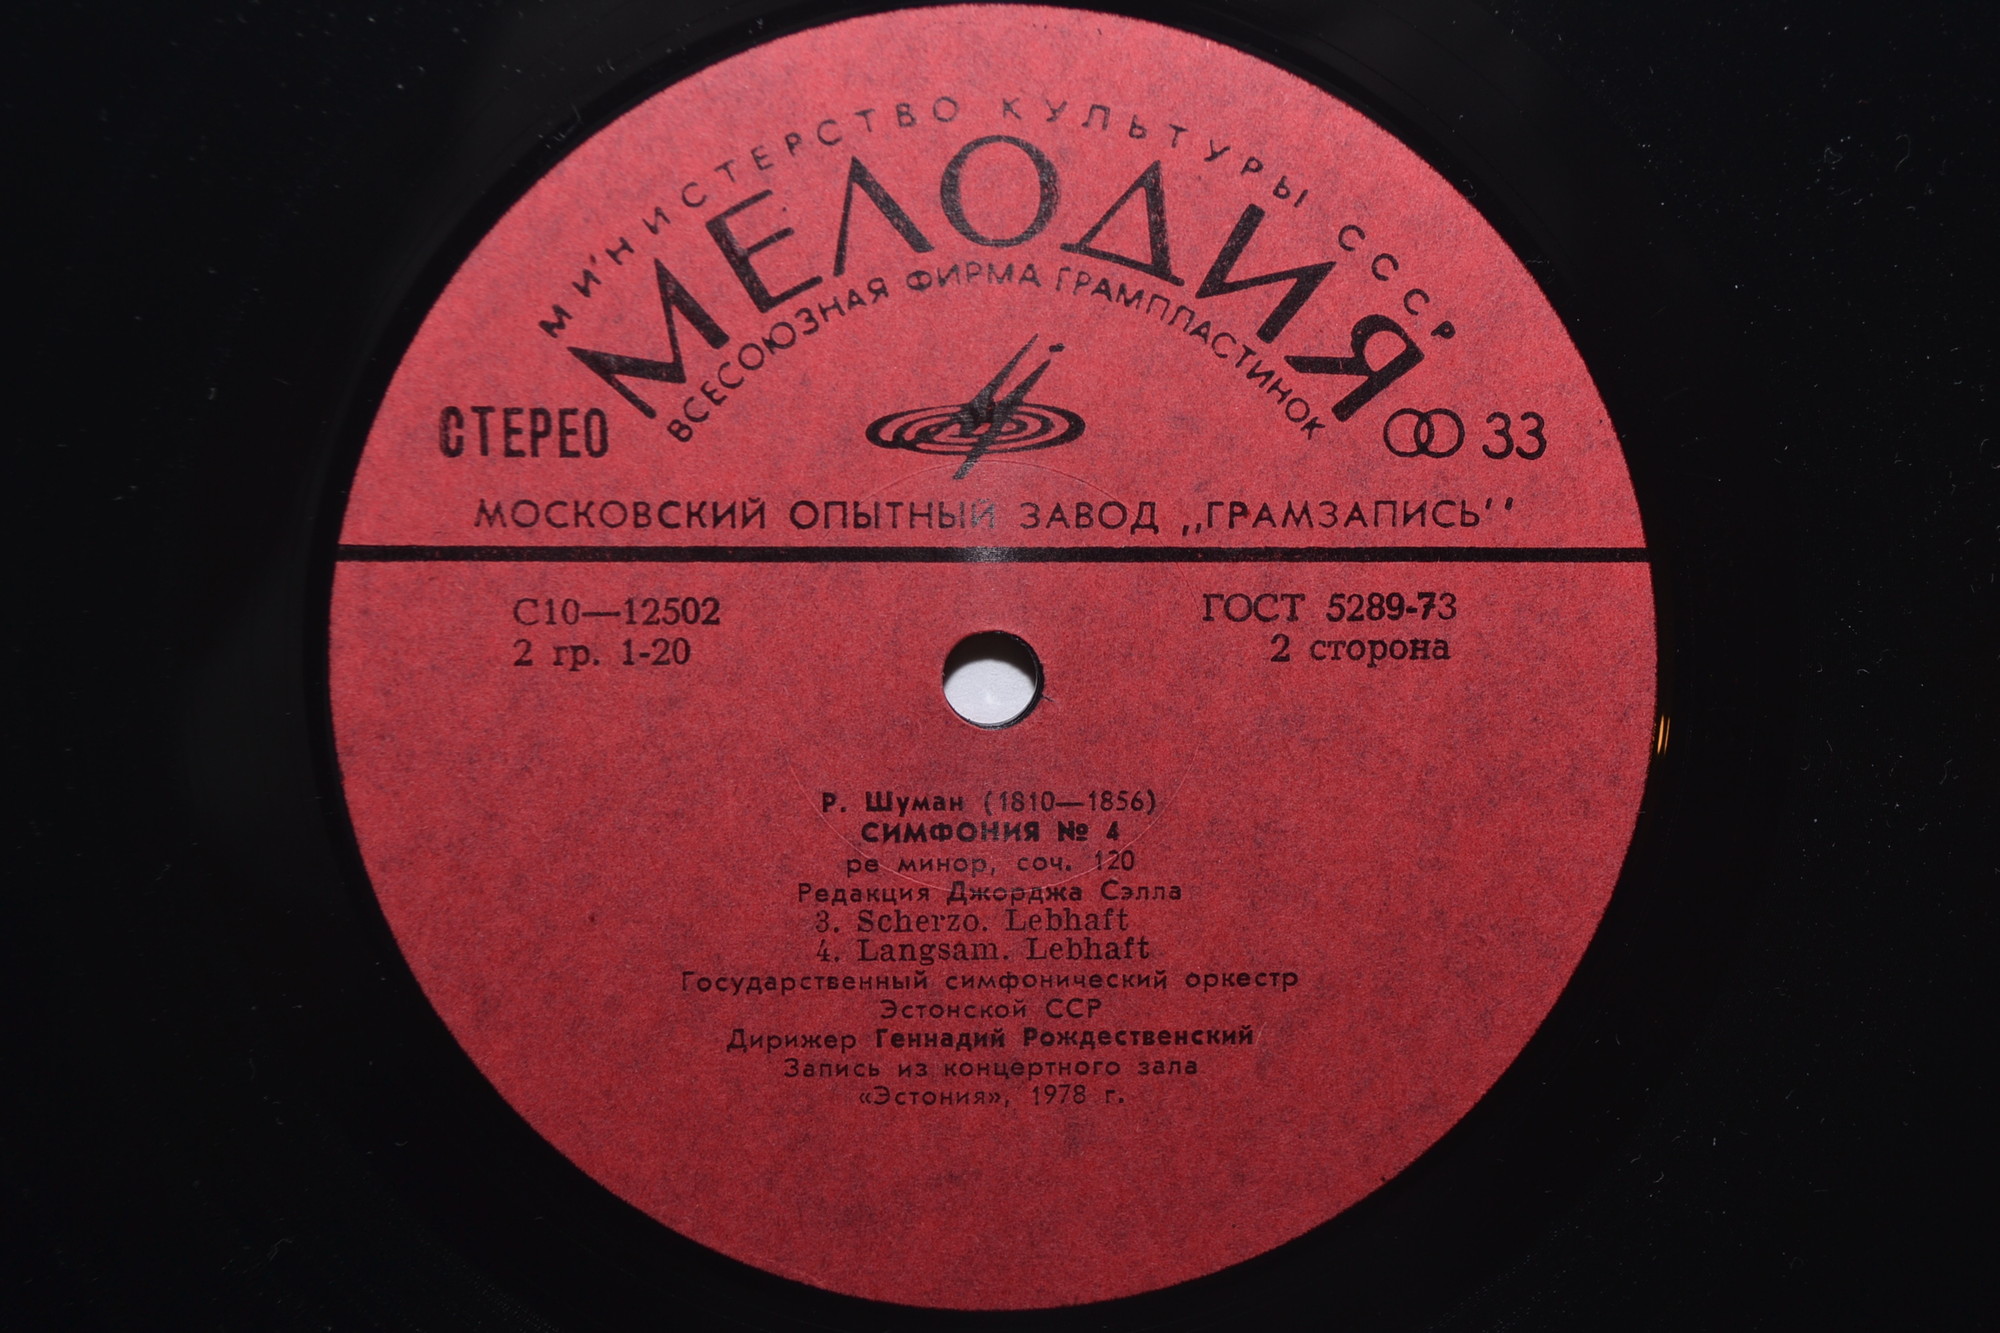 МИНИСТЕРСТВО КУЛЬТУРЫ СССР
МЕЛОДИЯ
ВСЕСОЮЗНАЯ ФИРМА ГРАМПЛАСТИНОК
СТЕРЕО
33
МОСКОВСКИЙ ОПЫТНЫЙ ЗАВОД „ГРАМЗАПИСЬ''
С10—12502
ГОСТ 5289-73
2 гр. 1-20
2 сторона
Р. Шуман (1810—1856)
СИМФОНИЯ № 4
ре минор, соч. 120
Редакция Джорджа Сэлла
3. Scherzo. Lebhaft
4. Langsam. Lebhaft
Государственный симфонический оркестр
Эстонской ССР
Дирижер Геннадий Рождественский
Запись из концертного зала
«Эстония», 1978 г.